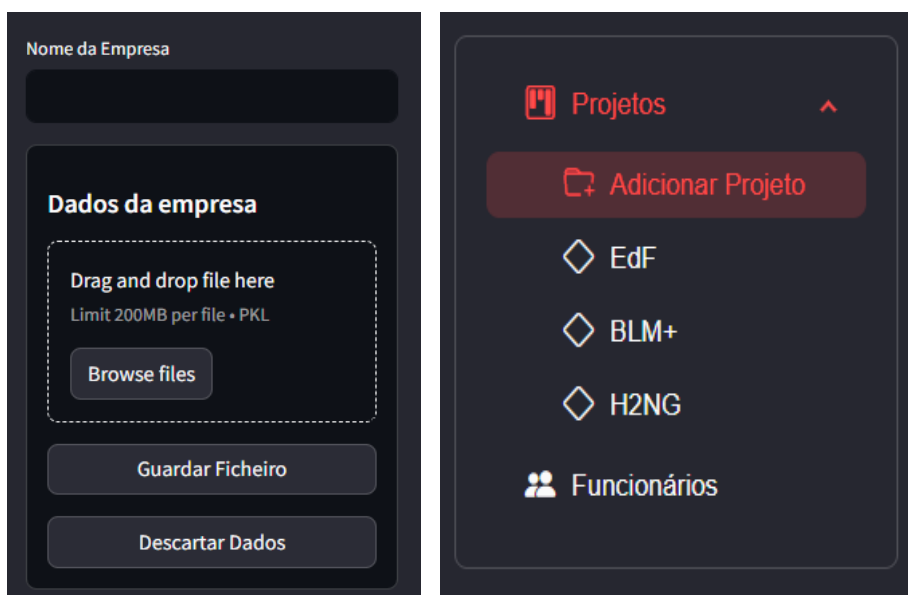 Nome da Empresa
Dados da empresa
Drag and drop file here
Limit 200MB per file • PKL
Browse files
Guardar Ficheiro
Descartar Dados
Projetos
Adicionar Projeto
EdF
BLM+
H2NG
Funcionários